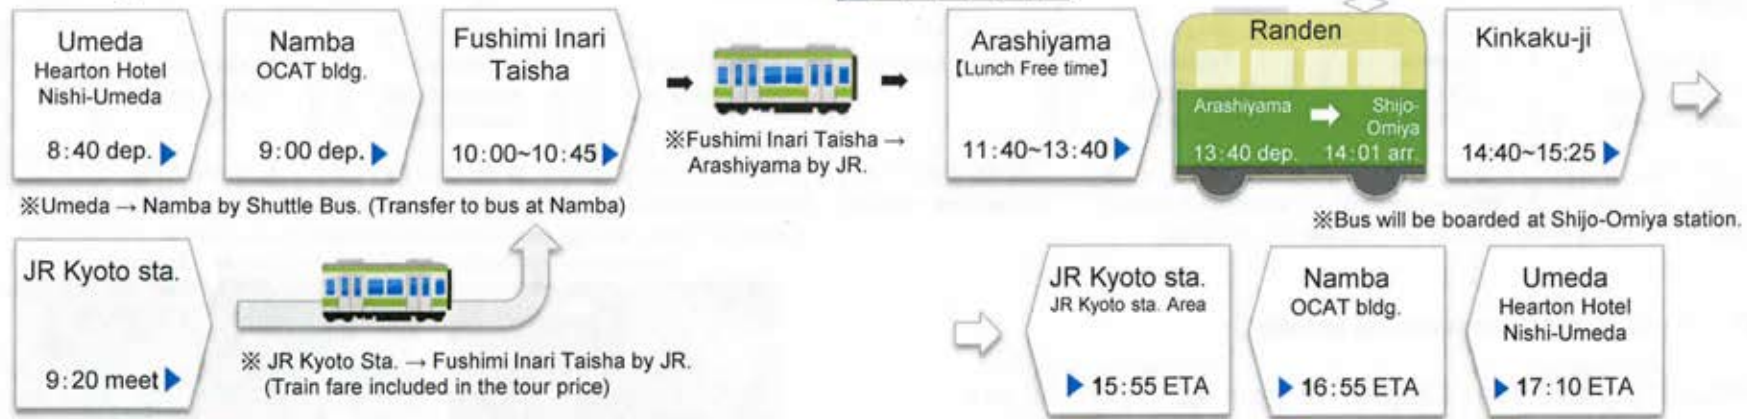 Umeda
Hearton Hotel
Nishi-Umeda
8:40 dep.
Namba
OCAT bldg.
9:00 dep.
Fushimi Inari
Taisha
10:00~10:45
※Fushimi Inari Taisha →
Arashiyama by JR.
Arashiyama
【Lunch Free time】
11:40~13:40
Randen
Arashiyama
Shijo-
Omiya
13:40 dep.
14:01 arr.
Kinkaku-ji
14:40~15:25
※Umeda → Namba by Shuttle Bus. (Transfer to bus at Namba)
※Bus will be boarded at Shijo-Omiya station.
JR Kyoto sta.
9:20 meet
※ JR Kyoto Sta. → Fushimi Inari Taisha by JR.
(Train fare included in the tour price)
JR Kyoto sta.
JR Kyoto sta. Area
15:55 ETA
Namba
OCAT bldg.
16:55 ETA
Umeda
Hearton Hotel
Nishi-Umeda
17:10 ETA